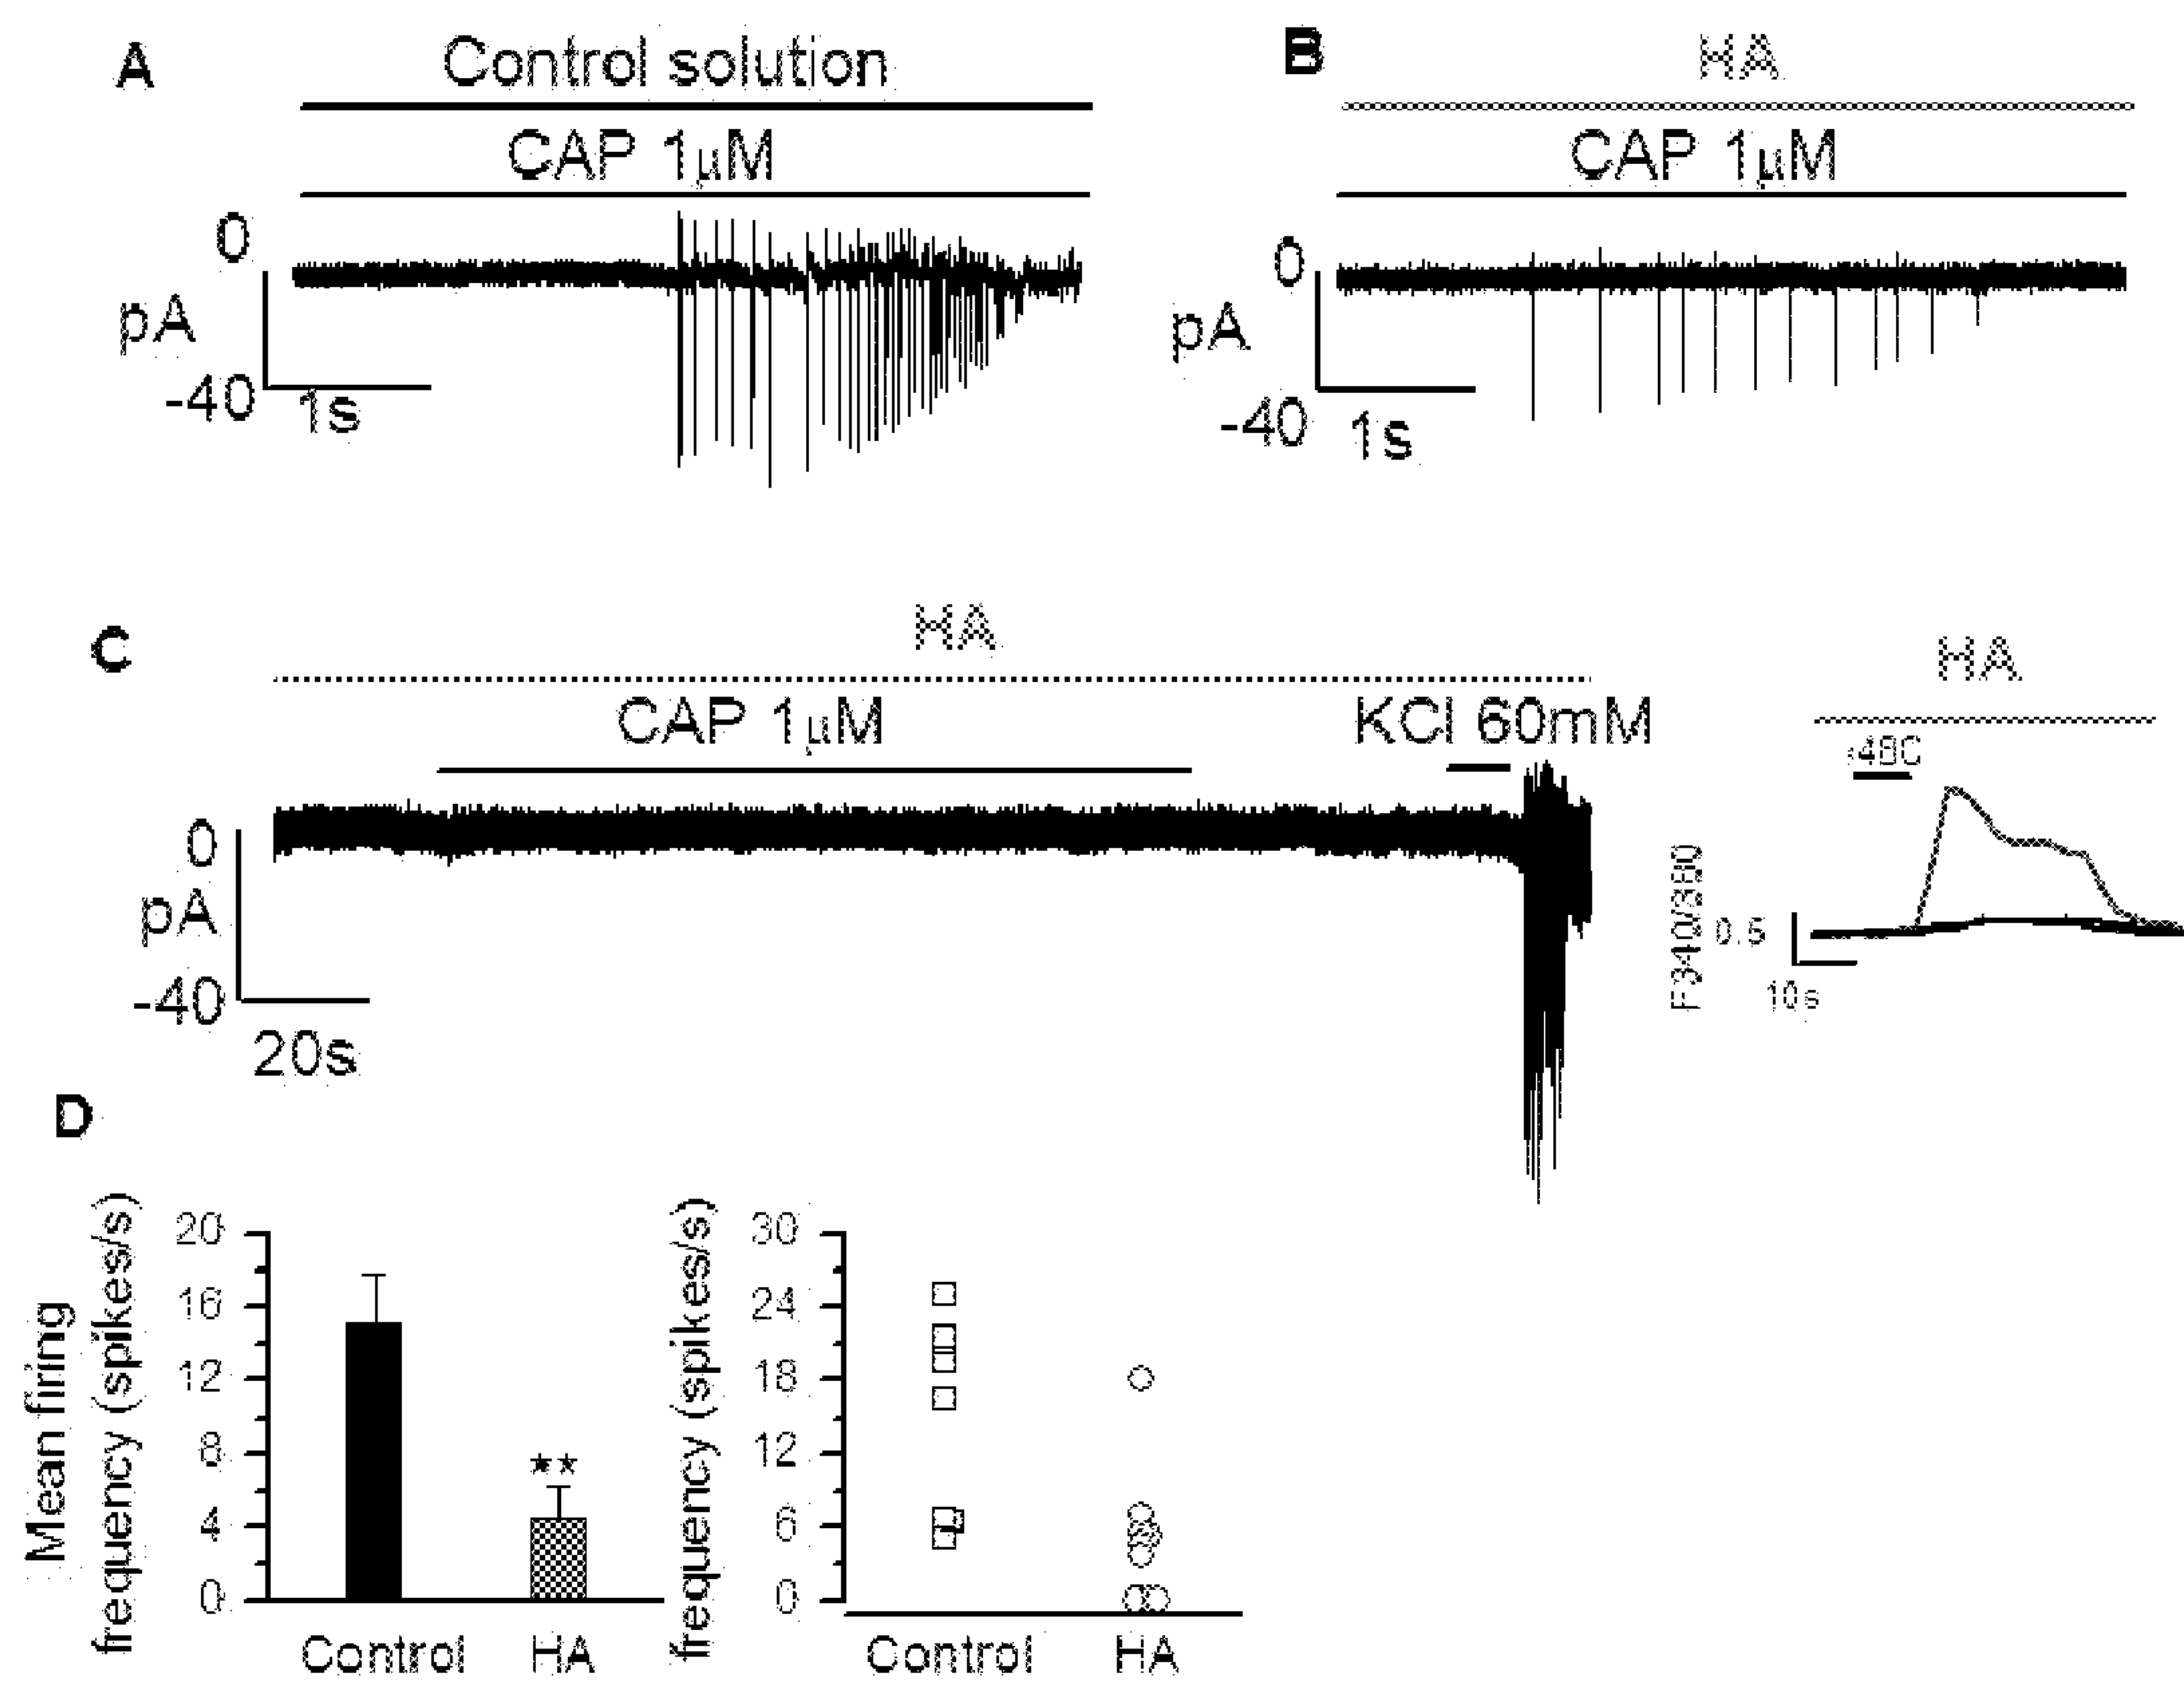 A
Control solution
CAP 1µM
0
pA
-40
1s
B
HA
CAP 1µM
0
pA
-40
1s
C
HA
CAP 1µM
KCl 60mM
0
pA
-40
20s
HA
F340/380
0.5
10s
D
Mean firing
frequency (spikes/s)
20
16
12
8
4
0
**
Control HA
frequency (spikes/s)
30
24
18
12
6
0
Control HA